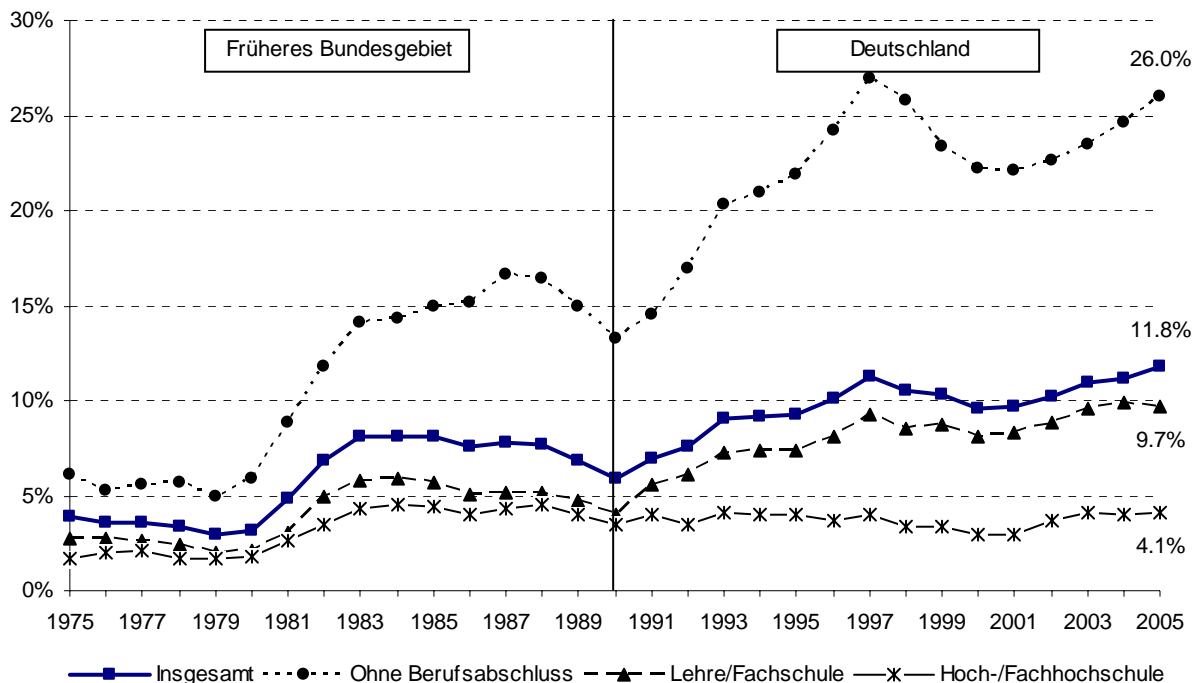 30%
Früheres Bundesgebiet
Deutschland
26.0%
25%
20%
15%
11.8%
10%
9.7%
5%
4.1%
0%
1975 1977 1979 1981 1983 1985 1987 1989 1991 1993 1995 1997 1999 2001 2003 2005
Insgesamt Ohne Berufsabschluss Lehre/Fachschule Hoch-/Fachhochschule